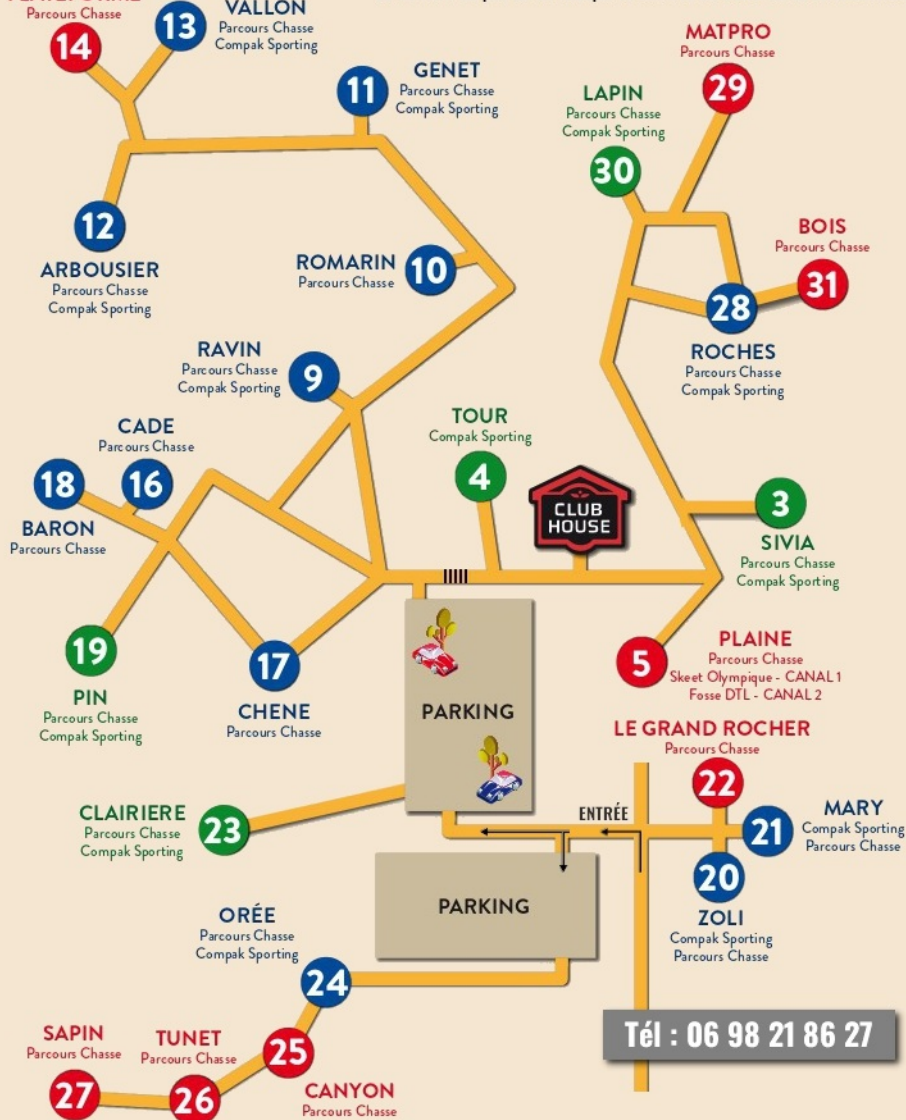 Parcours Chasse
14
13
VALLON
Parcours Chasse
Compak Sporting
11
GENET
Parcours Chasse
Compak Sporting
MATPRO
Parcours Chasse
29
LAPIN
Parcours Chasse
Compak Sporting
30
12
ARBOUSIER
Parcours Chasse
Compak Sporting
ROMARIN
Parcours Chasse
10
BOIS
Parcours Chasse
31
28
ROCHES
Parcours Chasse
Compak Sporting
RAVIN
Parcours Chasse
Compak Sporting
9
CADE
Parcours Chasse
16
18
BARON
Parcours Chasse
TOUR
Compak Sporting
4
CLUB
HOUSE
3
SIVIA
Parcours Chasse
Compak Sporting
19
PIN
Parcours Chasse
Compak Sporting
17
CHENE
Parcours Chasse
5
PLAINE
Parcours Chasse
Skeet Olympique - CANAL 1
Fosse DTL - CANAL 2
PARKING
LE GRAND ROCHER
Parcours Chasse
22
CLAIRIERE
Parcours Chasse
Compak Sporting
23
ENTRÉE
21
MARY
Compak Sporting
Parcours Chasse
20
ZOLI
Compak Sporting
Parcours Chasse
PARKING
ORÉE
Parcours Chasse
Compak Sporting
24
SAPIN
Parcours Chasse
27
TUNET
Parcours Chasse
26
25
CANYON
Parcours Chasse
Tél : 06 98 21 86 27